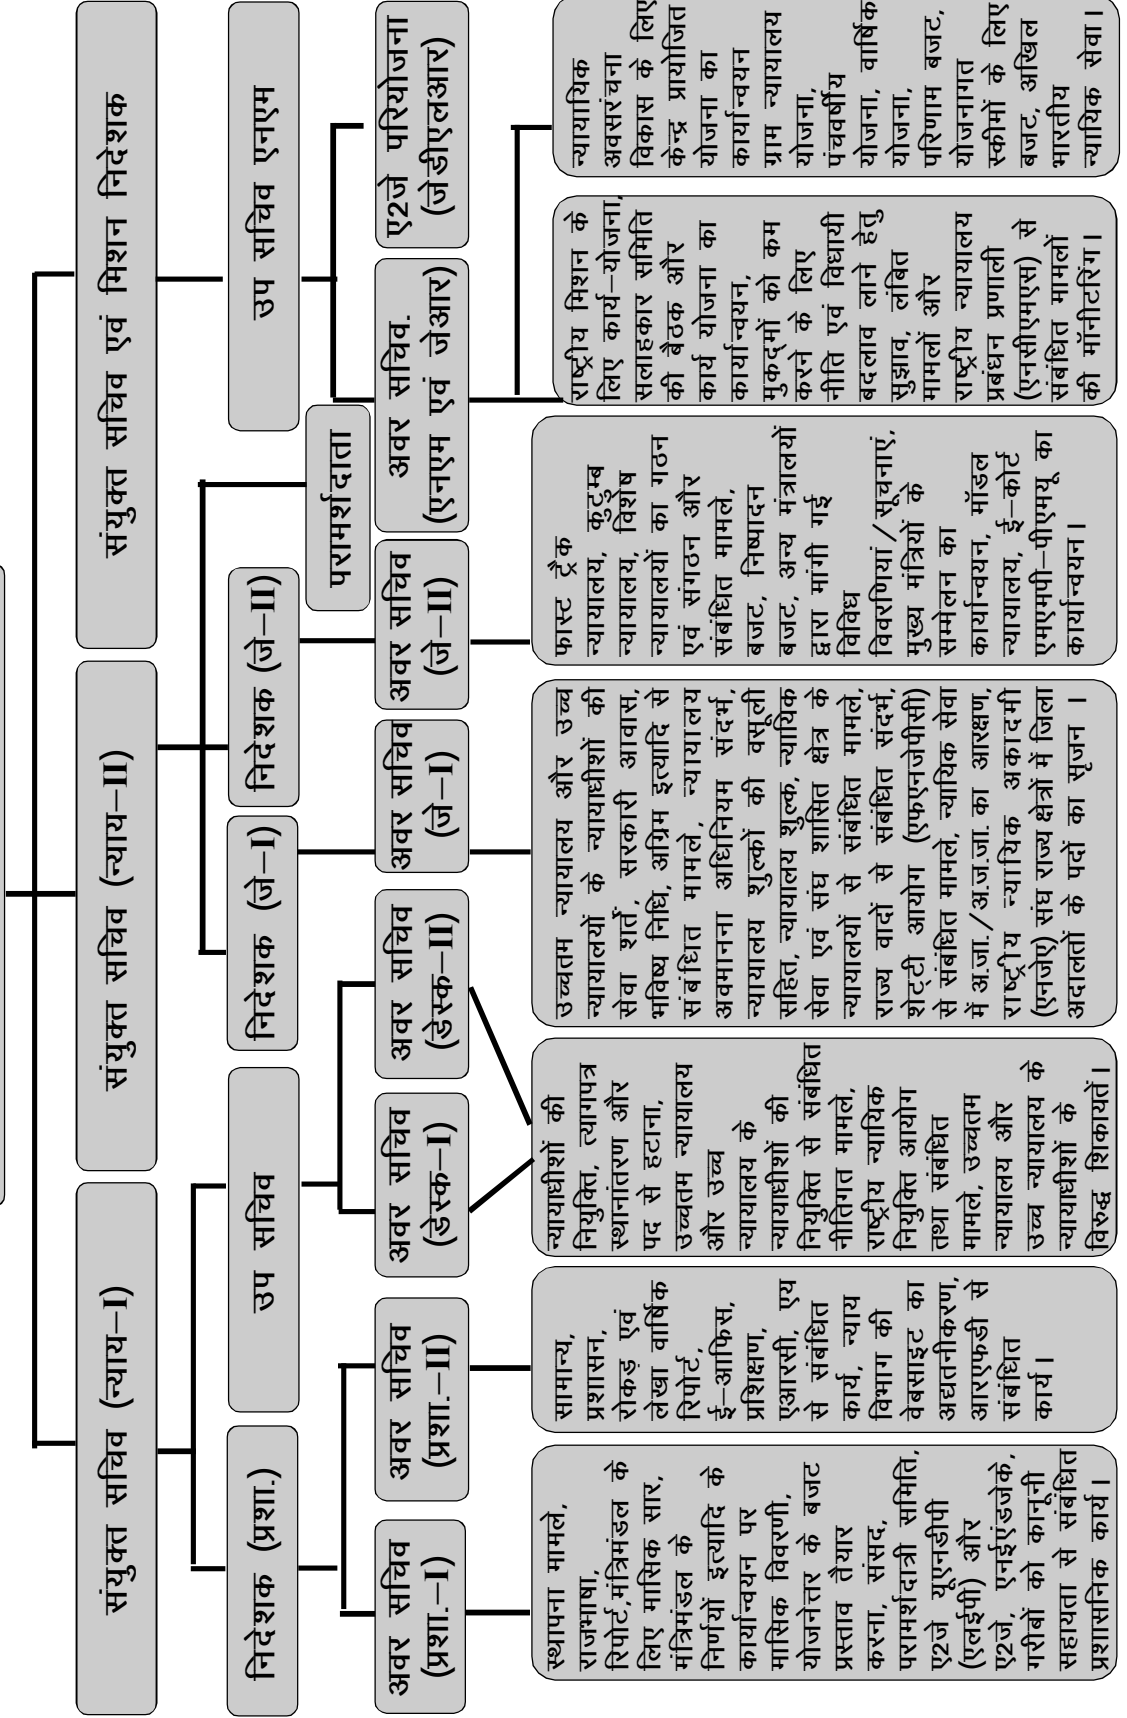 संयुक्त सचिव (न्याय–I)
संयुक्त सचिव (न्याय–II)
संयुक्त सचिव एवं मिशन निदेशक
निदेशक (प्रशा.)
उप सचिव
निदेशक (जे–I)
निदेशक (जे–II)
उप सचिव एनएम
परामर्शदाता
अवर सचिव
(प्रशा.–I)
अवर सचिव
(प्रशा.–II)
अवर सचिव
(डेस्क–I)
अवर सचिव
(डेस्क–II)
अवर सचिव
(जे–I)
अवर सचिव
(जे–II)
अवर सचिव.
(एनएम एवं जेआर)
ए2जे परियोजना
(जेडीएलआर)
स्थापना मामले,
राजभाषा,
रिपोर्ट,मंत्रिमंडल के
लिए मासिक सार,
मंत्रिमंडल के
निर्णयों इत्यादि के
कार्यान्वयन पर
मासिक विवरणी,
योजनेत्तर के बजट
प्रस्ताव तैयार
करना, संसद,
परामर्शदात्री समिति,
ए2जे यूएनडीपी
(एलईपी) और
ए2जे, एनईएंडजेके,
गरीबों को कानूनी
सहायता से संबंधित
प्रशासनिक कार्य।
सामान्य,
प्रशासन,
रोकड़ एवं
लेखा वार्षिक
रिपोर्ट,
ई–आफिस,
प्रशिक्षण,
एआरसी, एय
से संबंधित
कार्य, न्याय
विभाग की
वेबसाइट का
अद्यतनीकरण,
आरएफडी से
संबंधित
कार्य।
न्यायाधीशों की
नियुक्ति, त्यागपत्र
स्थानांतरण और
पद से हटाना,
उच्चतम न्यायालय
और उच्च
न्यायालय के
न्यायाधीशों की
नियुक्ति से संबंधित
नीतिगत मामले,
राष्ट्रीय न्यायिक
नियुक्ति आयोग
तथा संबंधित
मामले, उच्चतम
न्यायालय और
उच्च न्यायालय के
न्यायाधीशों के
विरुद्ध शिकायतें।
उच्चतम न्यायालय और उच्च
न्यायालयों के न्यायाधीशों की
सेवा शर्तें, सरकारी आवास,
भविष्य निधि, अग्रिम इत्यादि से
संबंधित मामले, न्यायालय
अवमानना अधिनियम संदर्भ,
न्यायालय शुल्कों की वसूली
सहित, न्यायालय शुल्क, न्यायिक
सेवा एवं संघ शासित क्षेत्र के
न्यायालयों से संबंधित मामले,
राज्य वादों से संबंधित संदर्भ,
शेट्टी आयोग (एफएनजेपीसी)
से संबंधित मामले, न्यायिक सेवा
में अ.जा./अ.ज.जा. का आरक्षण,
राष्ट्रीय न्यायिक अकादमी
(एनजेए) संघ राज्य क्षेत्रों में जिला
अदालतों के पदों का सृजन ।
फास्ट ट्रैक
न्यायालय, कुटुम्ब
न्यायालय, विशेष
न्यायालयों का गठन
एवं संगठन और
संबंधित मामले,
बजट, निष्पादन
बजट, अन्य मंत्रालयों
द्वारा मांगी गई
विविध
विवरणियां/सूचनाएं,
मुख्य मंत्रियों के
सम्मेलन का
कार्यान्वयन, मॉडल
न्यायालय, ई–कोर्ट
एमएमपी–पीएमयू का
कार्यान्वयन।
राष्ट्रीय मिशन के
लिए कार्य–योजना,
सलाहकार समिति
की बैठक और
कार्य योजना का
कार्यान्वयन,
मुकद्मों को कम
करने के लिए
नीति एवं विधायी
बदलाव लाने हेतु
सुझाव, लंबित
मामलों और
राष्ट्रीय न्यायालय
प्रबंधन प्रणाली
(एनसीएमएस) से
संबंधित मामलों
की मॉनीटरिंग।
न्यायायिक
अवसरंचना
विकास के लिए
केन्द्र प्रायोजित
योजना का
कार्यान्वयन
ग्राम न्यायालय
योजना,
पंचवर्षीय
योजना, वार्षिक
योजना,
परिणाम बजट,
योजनागत
स्कीमों के लिए
बजट, अखिल
भारतीय
न्यायिक सेवा।